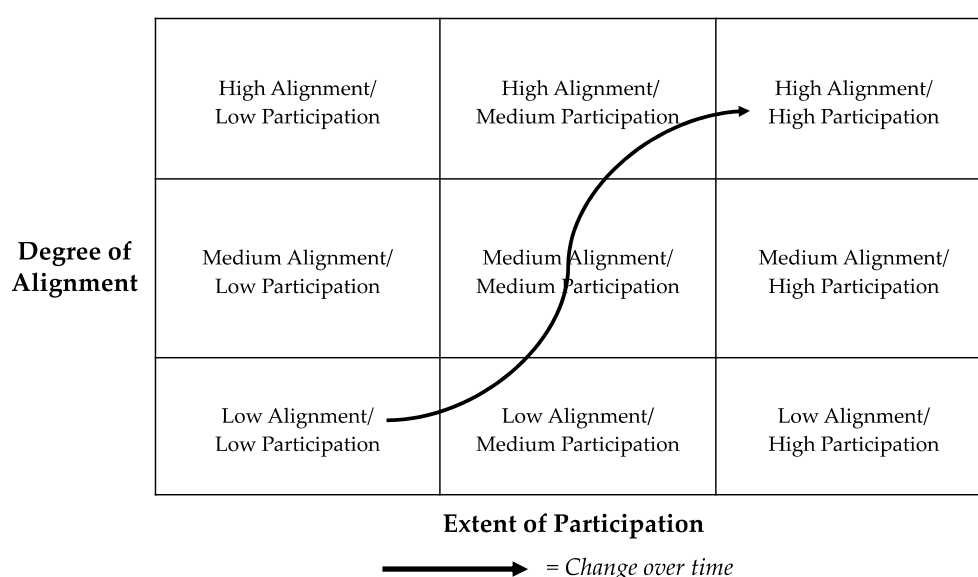 High Alignment/
Low Participation
High Alignment/
Medium Participation
High Alignment/
High Participation
Degree of
Alignment
Medium Alignment/
Low Participation
Medium Alignment/
Medium Participation
Medium Alignment/
High Participation
Low Alignment/
Low Participation
Low Alignment/
Medium Participation
Low Alignment/
High Participation
Extent of Participation
= Change over time